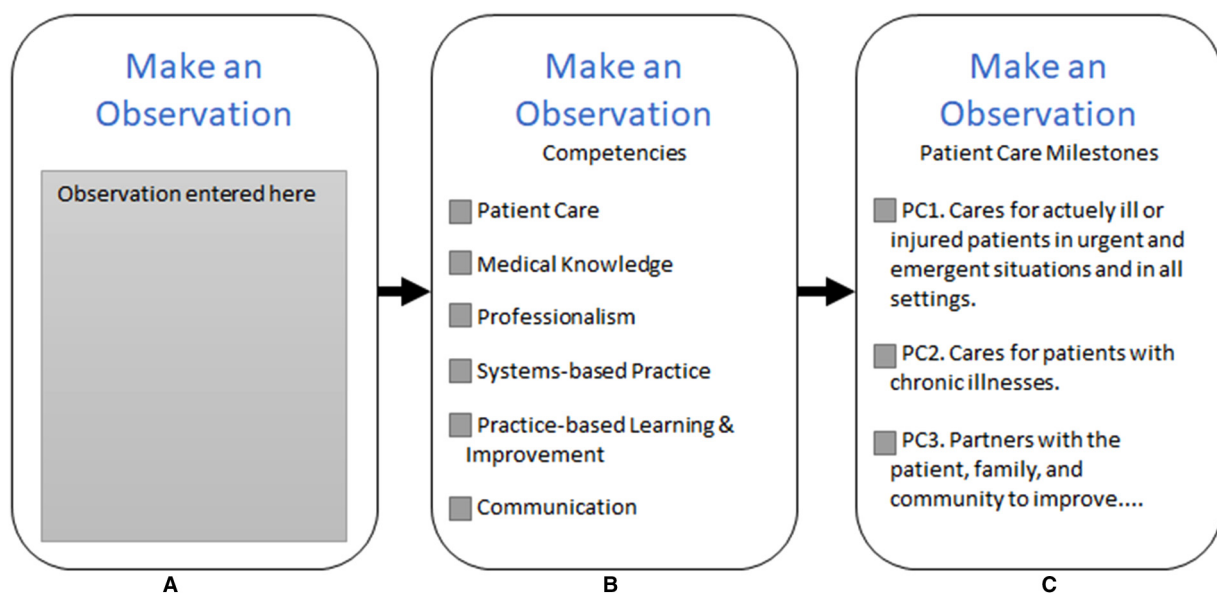 Make an
Observation
Observation entered here
A
Make an
Observation
Competencies
Patient Care
Medical Knowledge
Professionalism
Systems-based Practice
Practice-based Learning &
Improvement
Communication
B
Make an
Observation
Patient Care Milestones
PC1. Cares for actuely ill or
injured patients in urgent and
emergent situations and in all
settings.
PC2. Cares for patients with
chronic illnesses.
PC3. Partners with the
patient, family, and
community to improve....
C